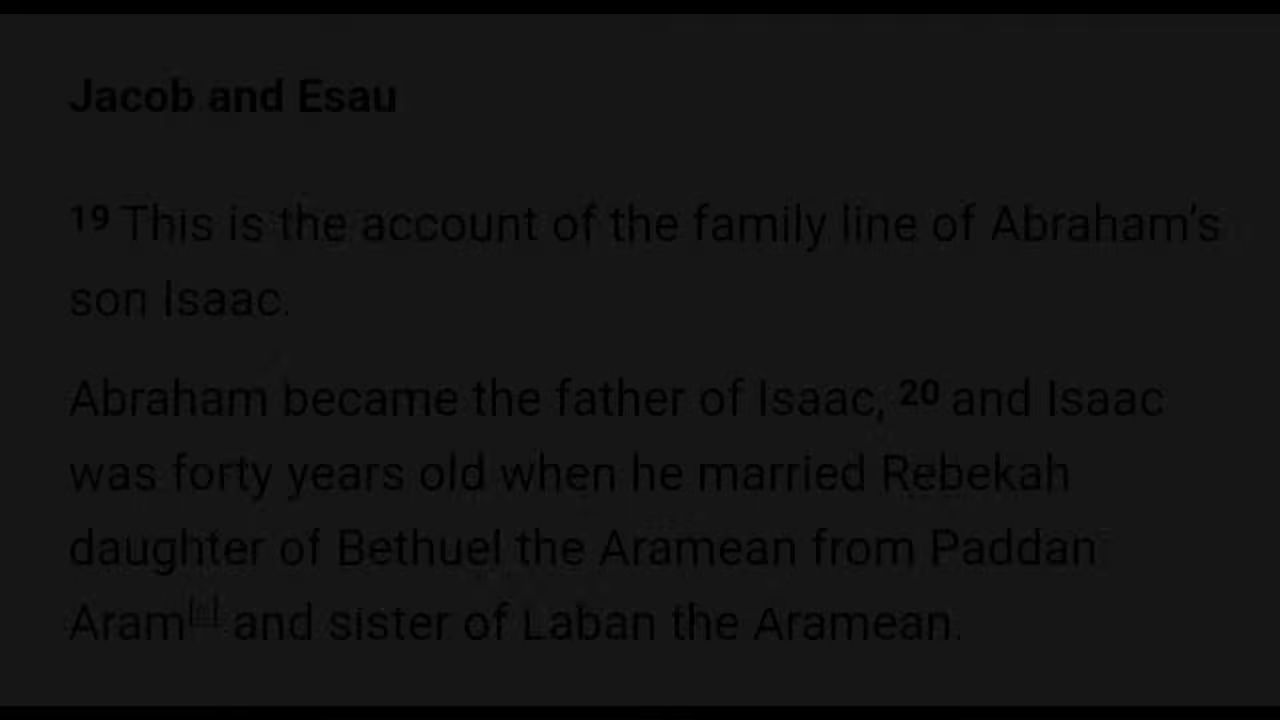 Jacob and Esau
19 This is the account of the family line of Abraham's
son Isaac.
Abraham became the father of Isaac, 20 and Isaac
was forty years old when he married Rebekah
daughter of Bethuel the Aramean from Paddan
Aram and sister of Laban the Aramean.